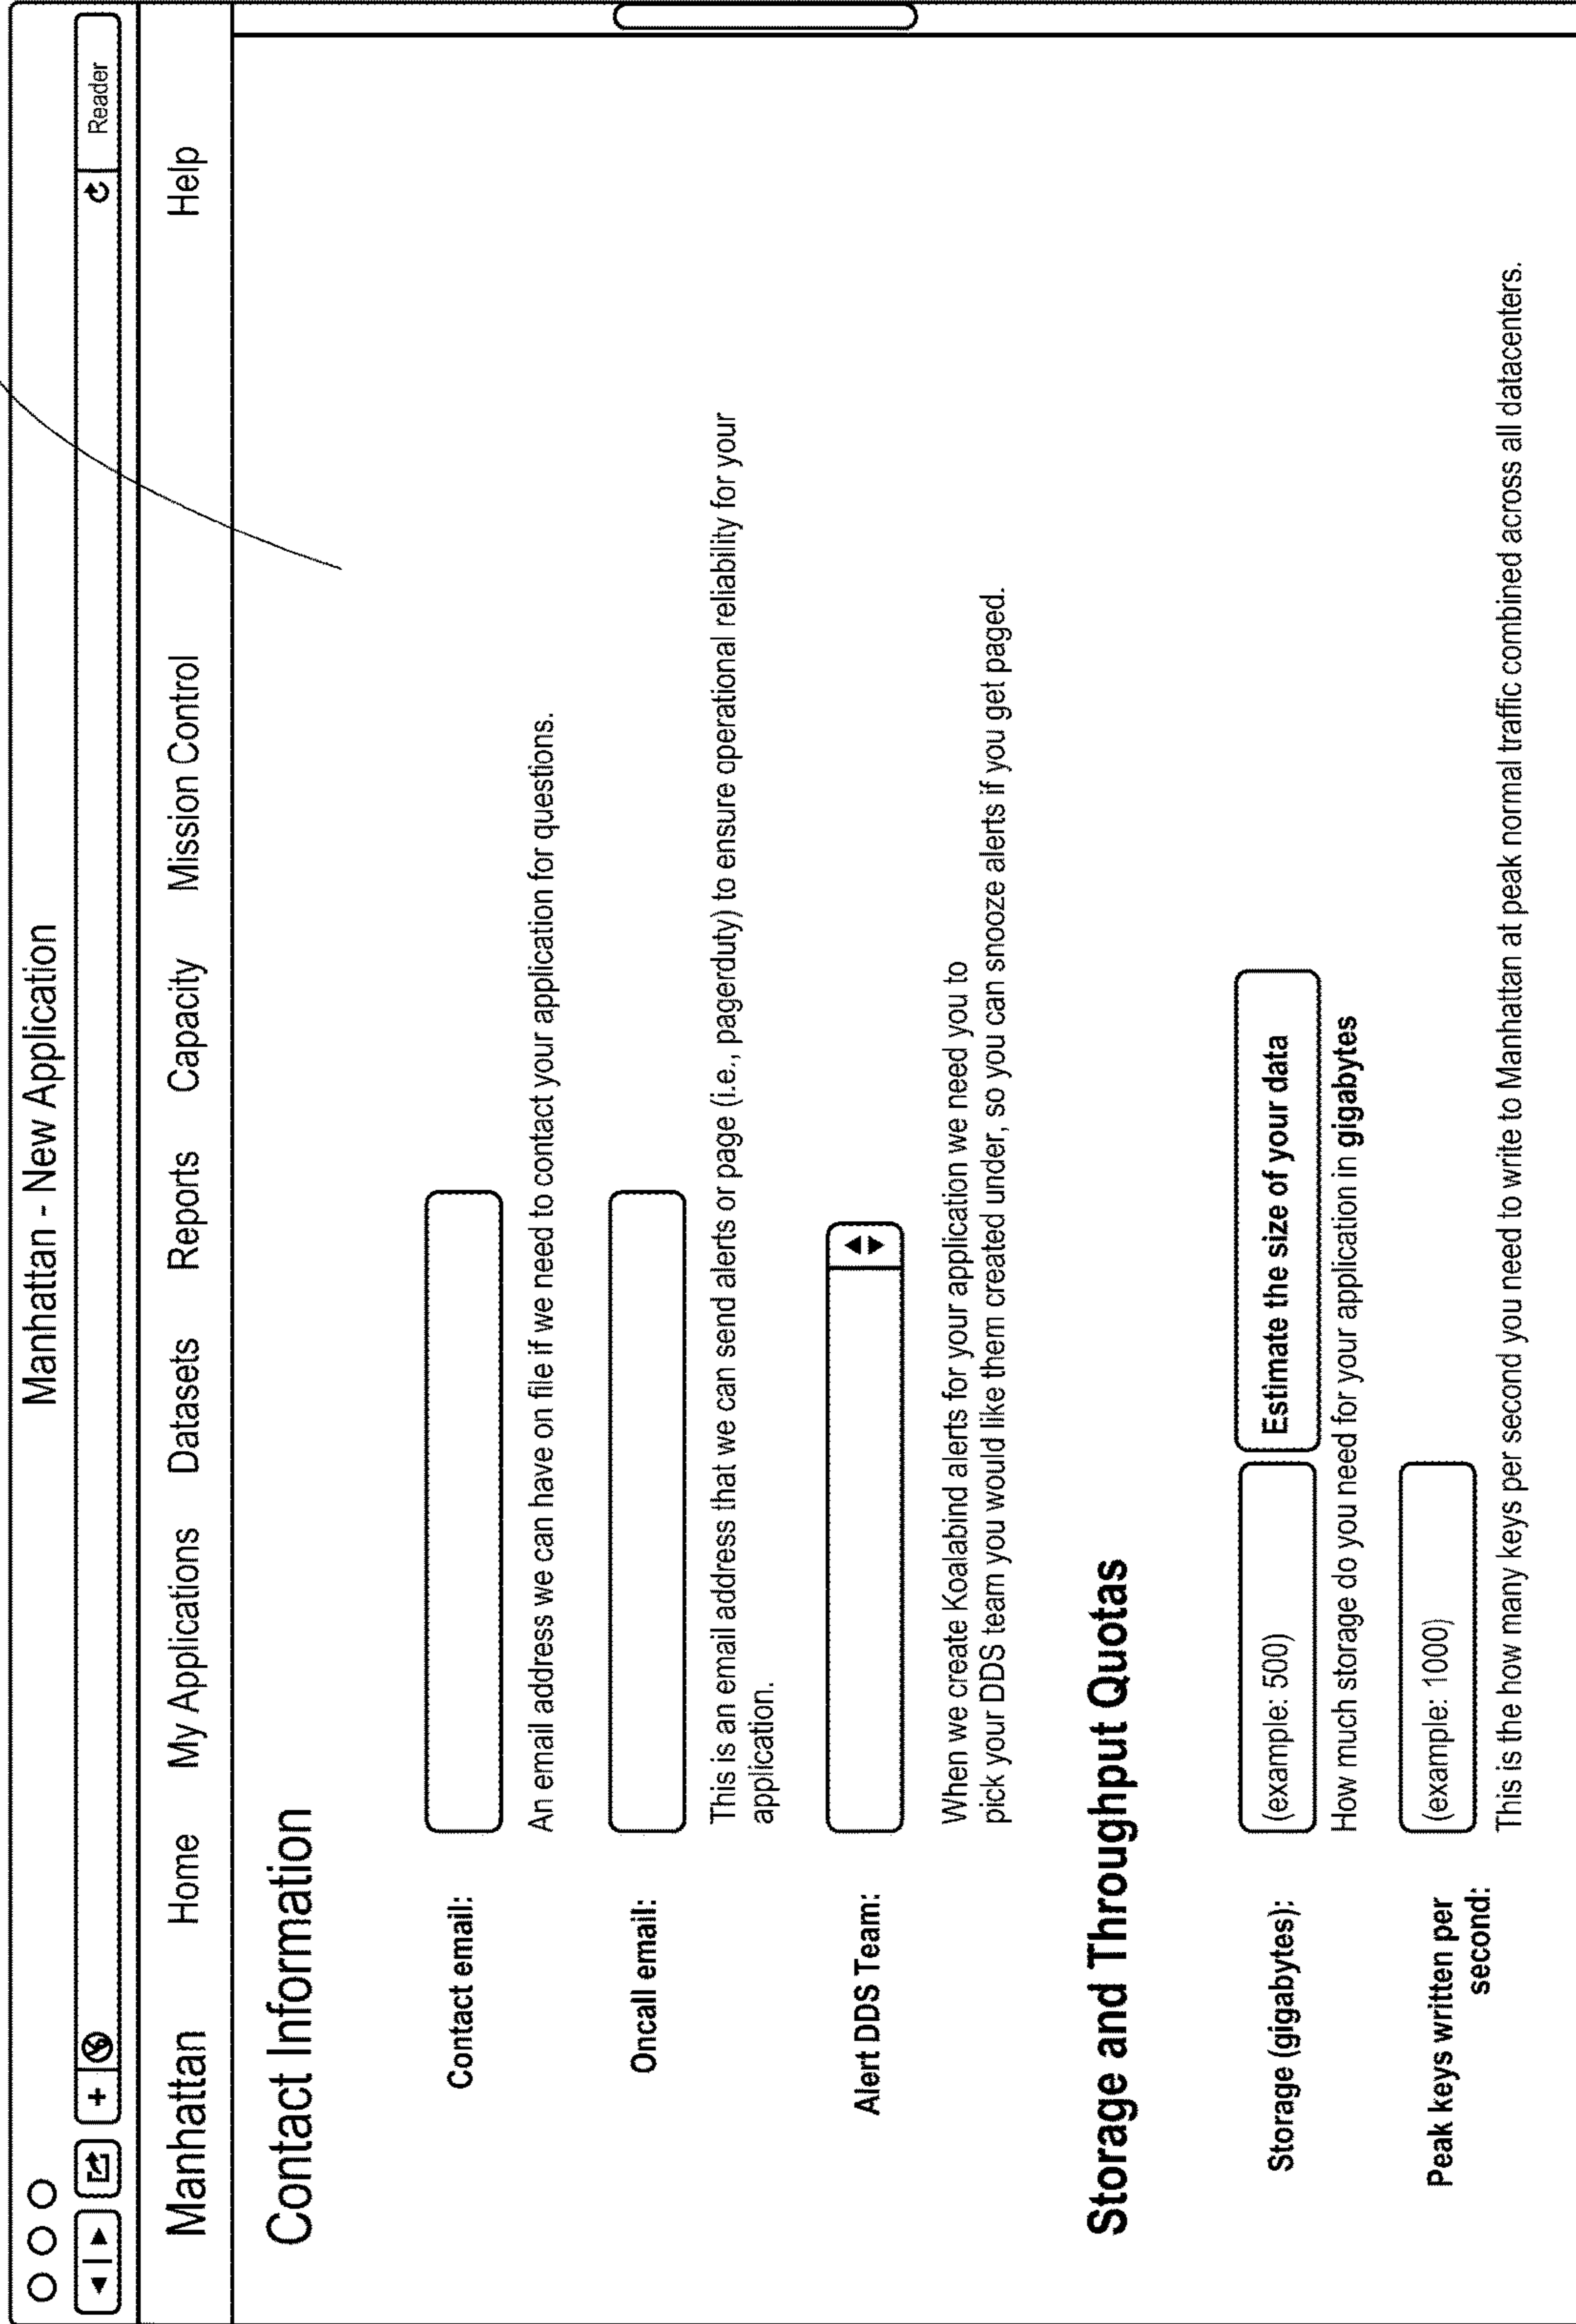 Manhattan - New Application
Reader
Manhattan Home My Applications Datasets Reports Capacity Mission Control Help
Contact Information
Contact email:
An email address we can have on file if we need to contact your application for questions.
Oncall email:
This is an email address that we can send alerts or page (i.e., pagerduty) to ensure operational reliability for your
application.
Alert DDS Team:
When we create Koalabind alerts for your application we need you to
pick your DDS team you would like them created under, so you can snooze alerts if you get paged.
Storage and Throughput Quotas
Storage (gigabytes): (example: 500) Estimate the size of your data
How much storage do you need for your application in gigabytes
Peak keys written per (example: 1000)
second:
This is the how many keys per second you need to write to Manhattan at peak normal traffic combined across all datacenters.